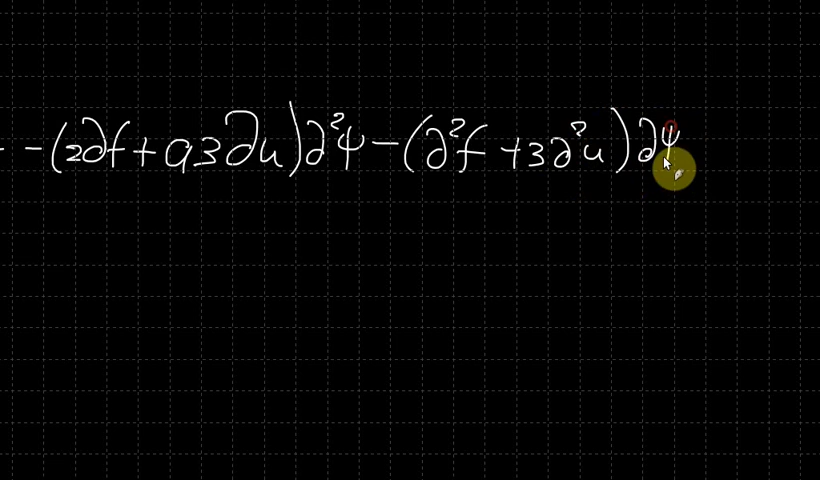 - -(2∂f + a3∂u)∂²ψ - (∂²f + 3∂²u)∂ψ